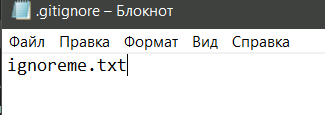 .gitignore – Блокнот
Файл Правка Формат Вид Справка
ignoreme.txt